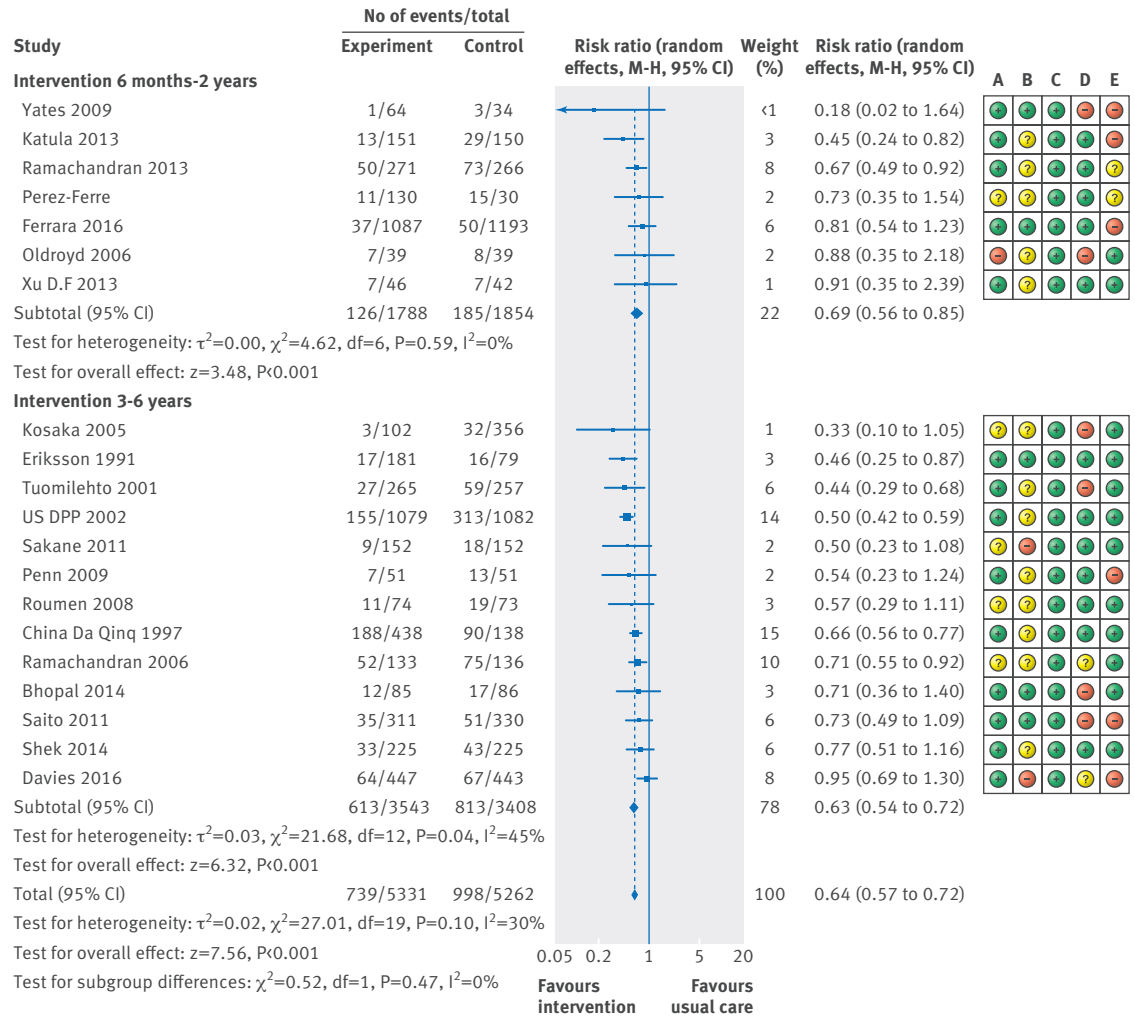 No of events/total
Study Experiment Control Risk ratio (random effects, M-H, 95% CI) Weight (%) Risk ratio (random effects, M-H, 95% CI) A B C D E
Intervention 6 months-2 years
Yates 2009 1/64 3/34 <1 0.18 (0.02 to 1.64) + + + - -
Katula 2013 13/151 29/150 3 0.45 (0.24 to 0.82) + ? + + -
Ramachandran 2013 50/271 73/266 8 0.67 (0.49 to 0.92) + ? + + ?
Perez-Ferre 11/130 15/30 2 0.73 (0.35 to 1.54) ? ? + + ?
Ferrara 2016 37/1087 50/1193 6 0.81 (0.54 to 1.23) + + + + -
Oldroyd 2006 7/39 8/39 2 0.88 (0.35 to 2.18) - ? + - +
Xu D.F 2013 7/46 7/42 1 0.91 (0.35 to 2.39) + ? + + +
Subtotal (95% CI) 126/1788 185/1854 22 0.69 (0.56 to 0.85)
Test for heterogeneity: τ²=0.00, χ²=4.62, df=6, P=0.59, I²=0%
Test for overall effect: z=3.48, P<0.001
Intervention 3-6 years
Kosaka 2005 3/102 32/356 1 0.33 (0.10 to 1.05) ? ? + - +
Eriksson 1991 17/181 16/79 3 0.46 (0.25 to 0.87) + + + + +
Tuomilehto 2001 27/265 59/257 6 0.44 (0.29 to 0.68) + ? + - +
US DPP 2002 155/1079 313/1082 14 0.50 (0.42 to 0.59) + ? + + +
Sakane 2011 9/152 18/152 2 0.50 (0.23 to 1.08) ? - + + +
Penn 2009 7/51 13/51 2 0.54 (0.23 to 1.24) + ? + + -
Roumen 2008 11/74 19/73 3 0.57 (0.29 to 1.11) ? ? + + +
China Da Qinq 1997 188/438 90/138 15 0.66 (0.56 to 0.77) + ? + + +
Ramachandran 2006 52/133 75/136 10 0.71 (0.55 to 0.92) ? ? + ? +
Bhopal 2014 12/85 17/86 3 0.71 (0.36 to 1.40) + + + - +
Saito 2011 35/311 51/330 6 0.73 (0.49 to 1.09) + + + - -
Shek 2014 33/225 43/225 6 0.77 (0.51 to 1.16) + ? + + +
Davies 2016 64/447 67/443 8 0.95 (0.69 to 1.30) + - + ? -
Subtotal (95% CI) 613/3543 813/3408 78 0.63 (0.54 to 0.72)
Test for heterogeneity: τ²=0.03, χ²=21.68, df=12, P=0.04, I²=45%
Test for overall effect: z=6.32, P<0.001
Total (95% CI) 739/5331 998/5262 100 0.64 (0.57 to 0.72)
Test for heterogeneity: τ²=0.02, χ²=27.01, df=19, P=0.10, I²=30%
Test for overall effect: z=7.56, P<0.001
Test for subgroup differences: χ²=0.52, df=1, P=0.47, I²=0%
0.05 0.2 1 5 20
Favours intervention Favours usual care